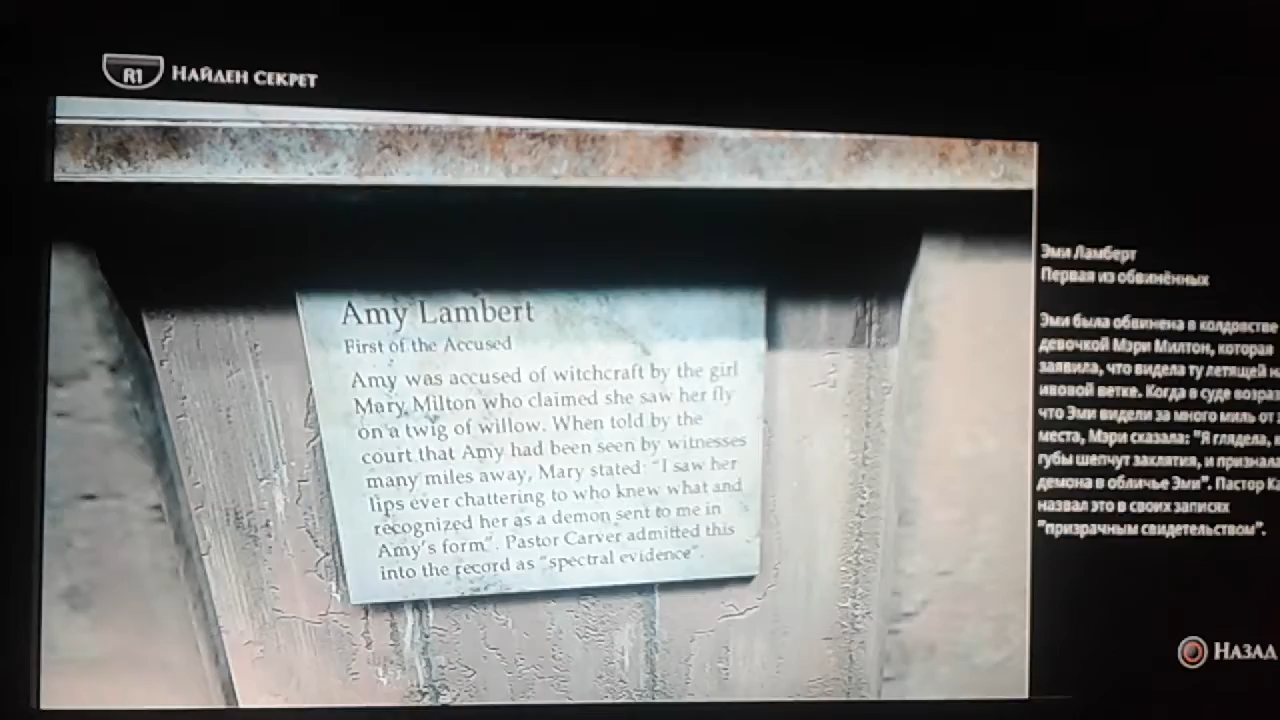 R1 НАЙДЕН СЕКРЕТ
Amy Lambert
First of the Accused
Amy was accused of witchcraft by the girl
Mary Milton who claimed she saw her fly
on a twig of willow. When told by the
court that Amy had been seen by witnesses
many miles away, Mary stated: "I saw her
lips ever chattering to who knew what and
recognized her as a demon sent to me in
Amy's form". Pastor Carver admitted this
into the record as "spectral evidence".
Эми Ламберт
Первая из обвинённых
Эми была обвинена в колдовстве
девочкой Мэри Милтон, которая
заявила, что видела ту летящей
ивовой ветке. Когда в суде
что Эми видели за много миль от
места, Мэри сказала: "Я глядела,
губы шепчут заклятия, и
демона в обличье Эми". Пастор
назвал это в своих записях
"призрачным свидетельством".
НАЗАД